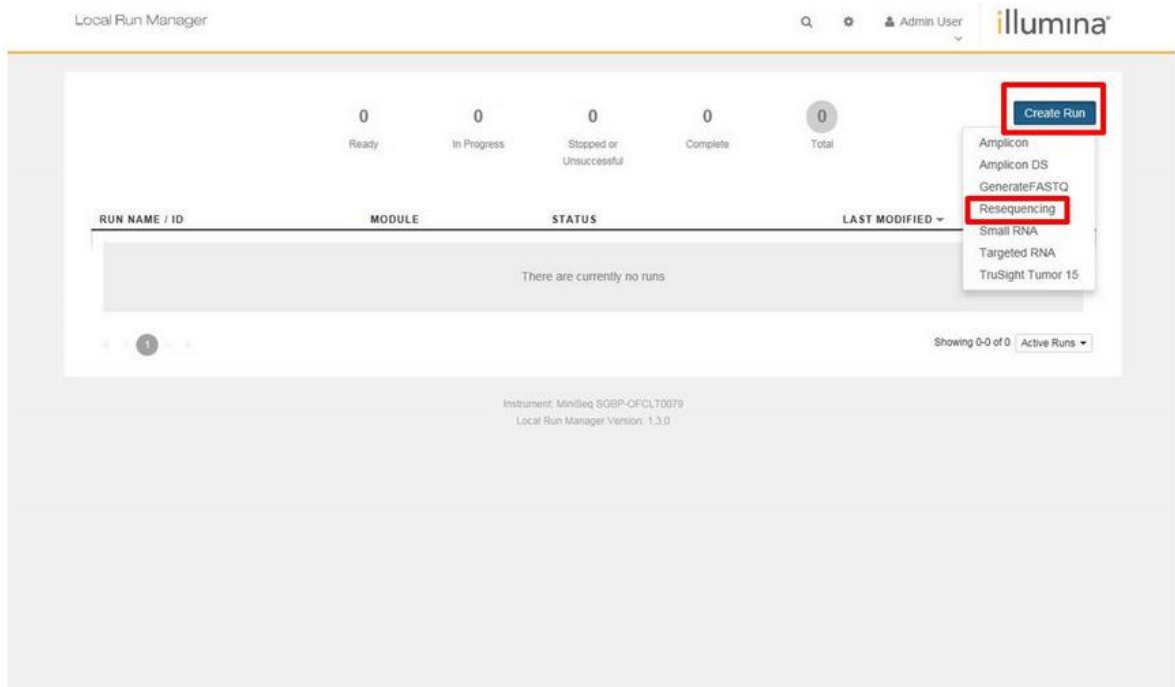 Local Run Manager
Admin User
illumina®
0 0 0 0 0
Create Run
Ready In Progress Stopped or Unsuccessful Complete Total
Amplicon
Amplicon DS
GenerateFASTQ
Resequencing
Small RNA
Targeted RNA
TruSight Tumor 15
RUN NAME / ID MODULE STATUS LAST MODIFIED
There are currently no runs
1
Showing 0-0 of 0 Active Runs
Instrument: MiniSeq SGBP-OFCLT0079
Local Run Manager Version: 1.3.0